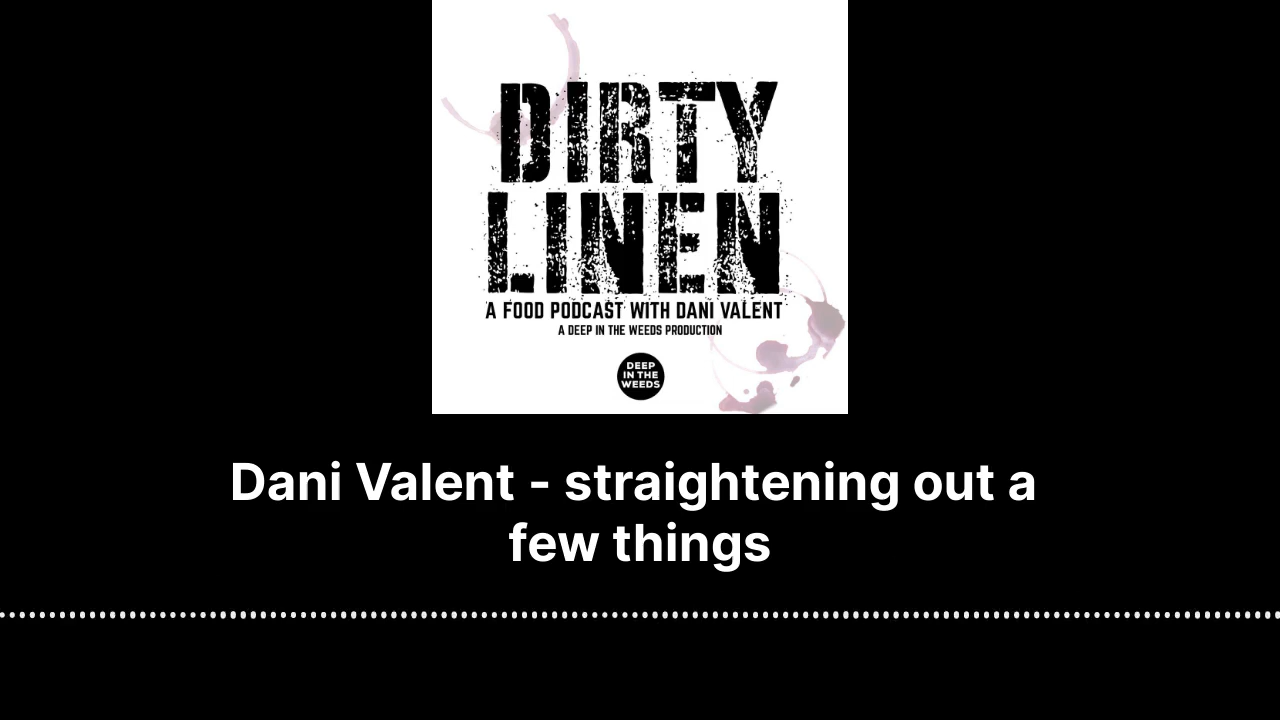 DIRTY
LINEN
A FOOD PODCAST WITH DANI VALENT
A DEEP IN THE WEEDS PRODUCTION
DEEP
IN THE
WEEDS
Dani Valent - straightening out a
few things